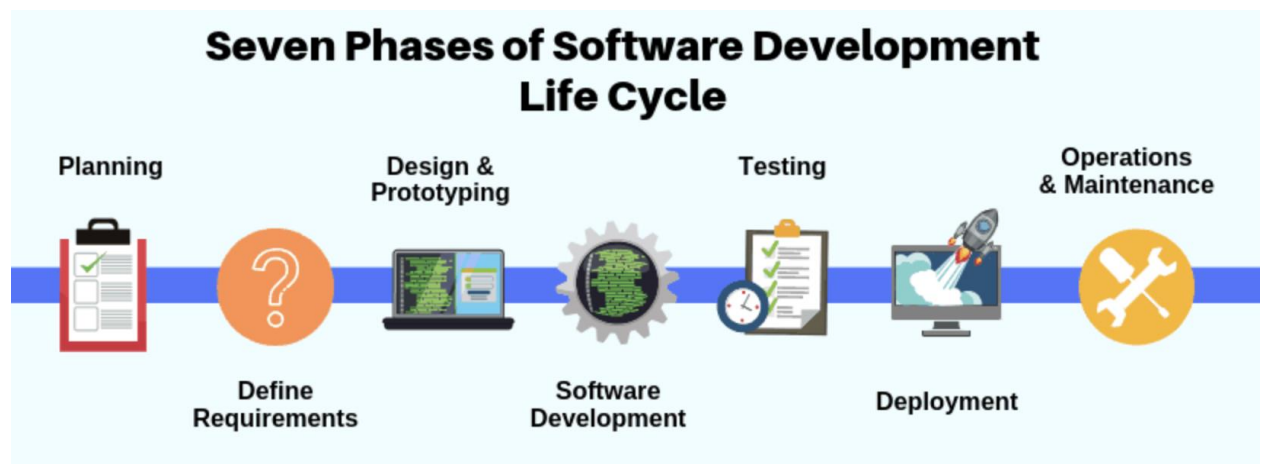 Seven Phases of Software Development
Life Cycle
Planning
Define
Requirements
Design &
Prototyping
Software
Development
Testing
Deployment
Operations
& Maintenance